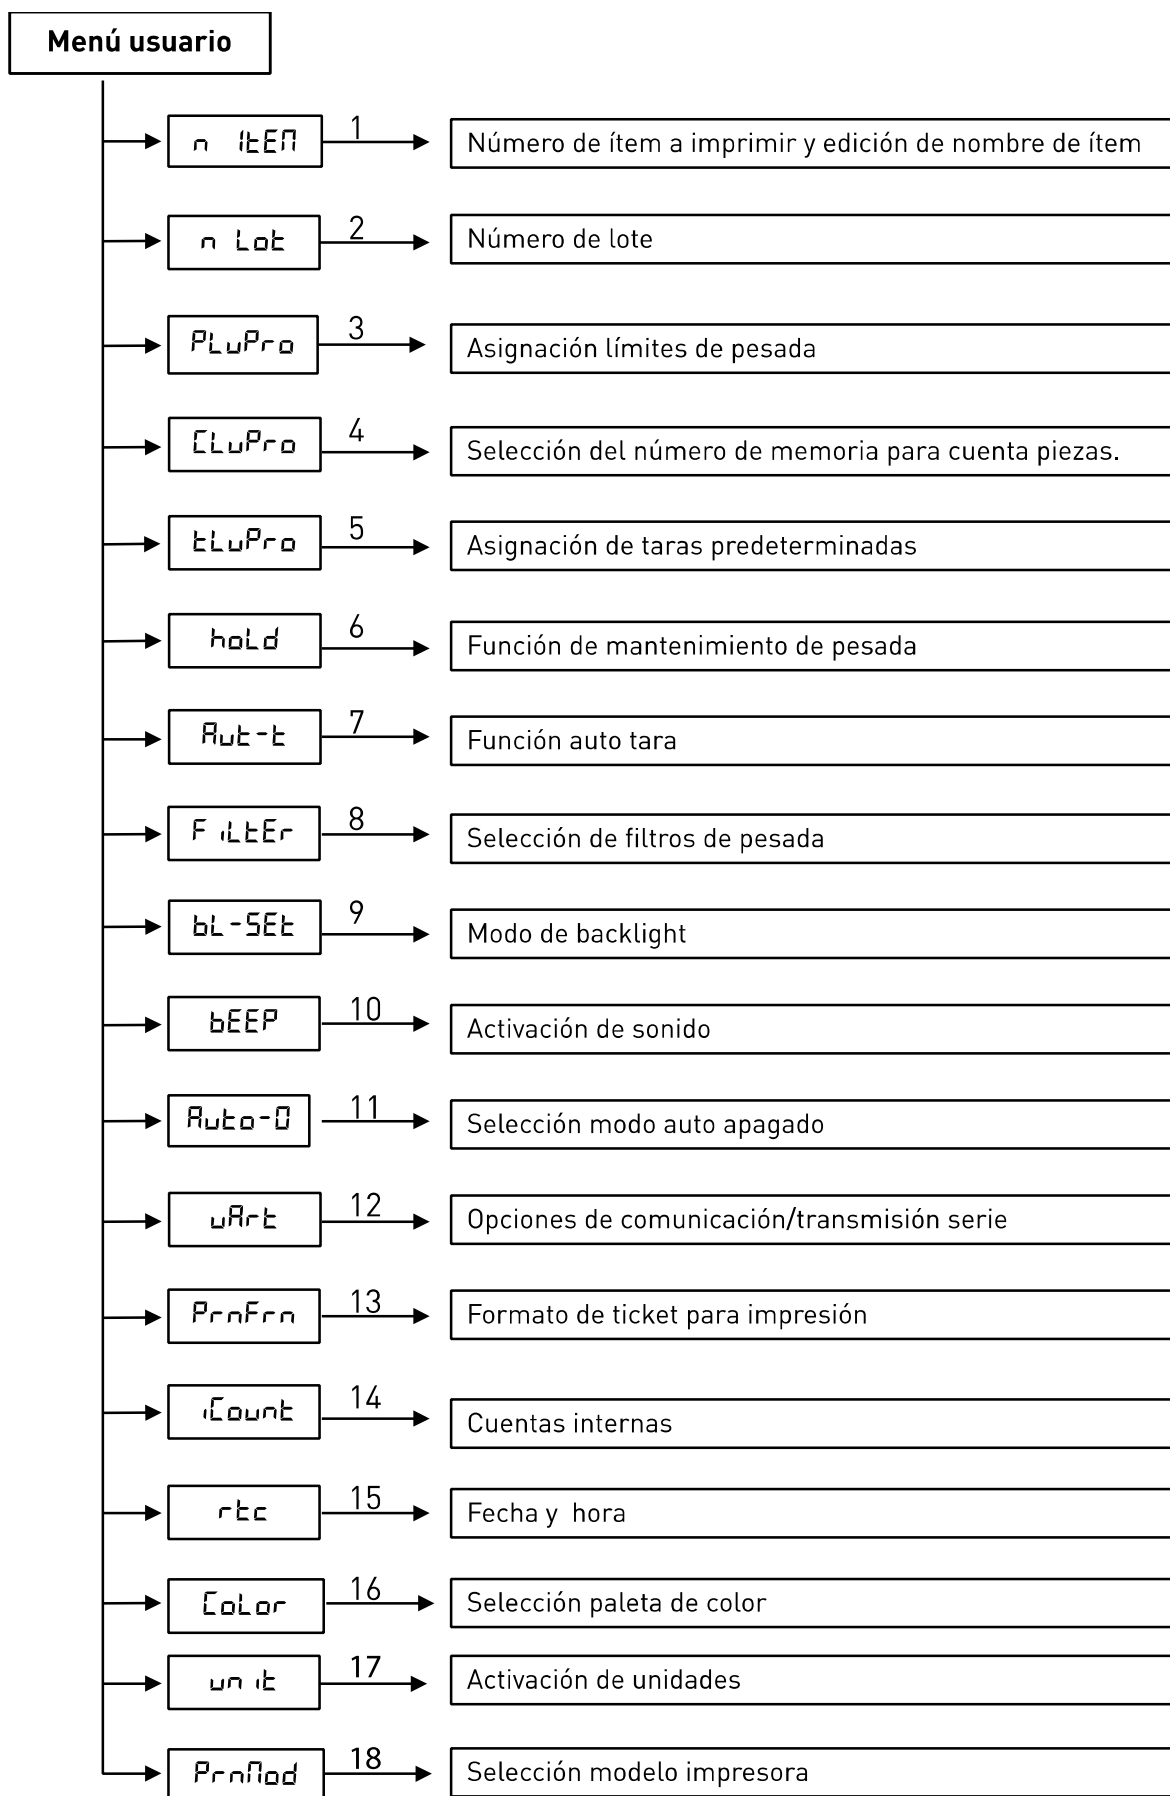 Menú usuario
n ItEM 1 Número de ítem a imprimir y edición de nombre de ítem
n Lot 2 Número de lote
PLuPro 3 Asignación límites de pesada
CLuPro 4 Selección del número de memoria para cuenta piezas.
tLuPro 5 Asignación de taras predeterminadas
hoLd 6 Función de mantenimiento de pesada
Aut-t 7 Función auto tara
FiLtEr 8 Selección de filtros de pesada
bL-SEt 9 Modo de backlight
bEEP 10 Activación de sonido
Auto-O 11 Selección modo auto apagado
uArt 12 Opciones de comunicación/transmisión serie
PrnFrn 13 Formato de ticket para impresión
iCount 14 Cuentas internas
rtc 15 Fecha y  hora
CoLor 16 Selección paleta de color
unit 17 Activación de unidades
PrnMod 18 Selección modelo impresora